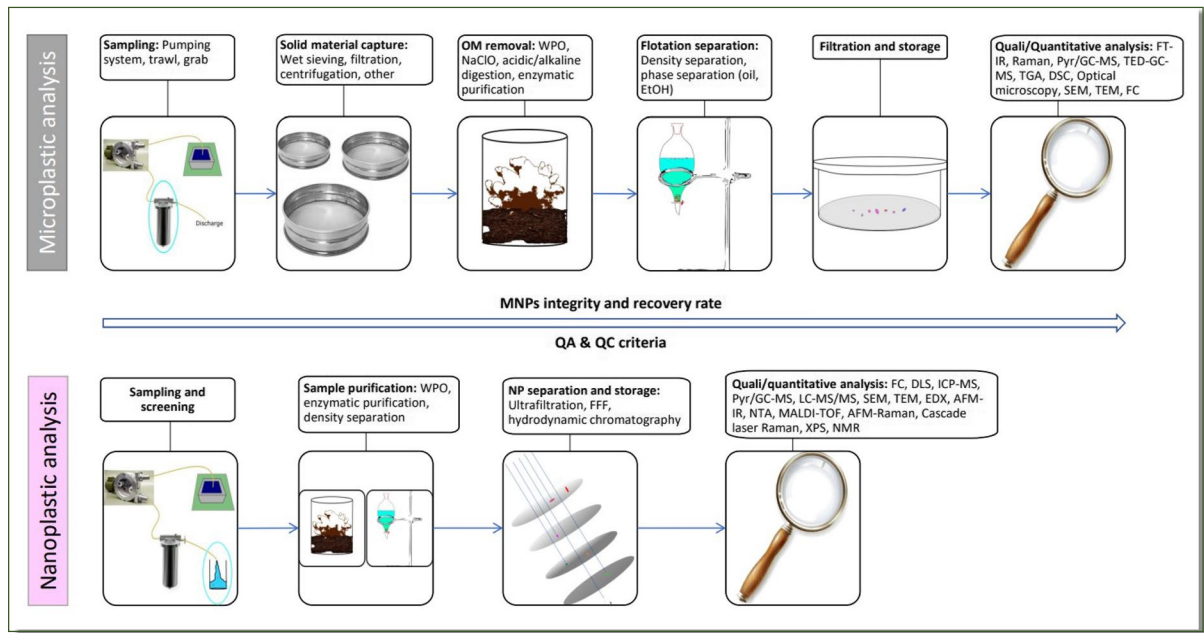 Microplastic analysis
Sampling: Pumping
system, trawl, grab
Solid material capture:
Wet sieving, filtration,
centrifugation, other
OM removal: WPO,
NaClO, acidic/alkaline
digestion, enzymatic
purification
Flotation separation:
Density separation,
phase separation (oil,
EtOH)
Filtration and storage
Quali/Quantitative analysis: FT-
IR, Raman, Pyr/GC-MS, TED-GC-
MS, TGA, DSC, Optical
microscopy, SEM, TEM, FC
Discharge
MNPs integrity and recovery rate
QA & QC criteria
Nanoplastic analysis
Sampling and
screening
Sample purification: WPO,
enzymatic purification,
density separation
NP separation and storage:
Ultrafiltration, FFF,
hydrodynamic chromatography
Quali/quantitative analysis: FC, DLS, ICP-MS,
Pyr/GC-MS, LC-MS/MS, SEM, TEM, EDX, AFM-
IR, NTA, MALDI-TOF, AFM-Raman, Cascade
laser Raman, XPS, NMR